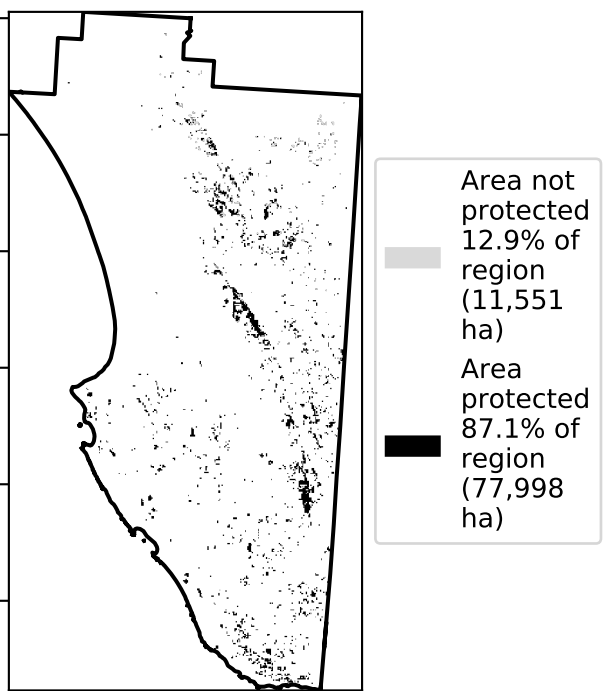 Area not
protected
12.9% of
region
(11,551
ha)
Area
protected
87.1% of
region
(77,998
ha)